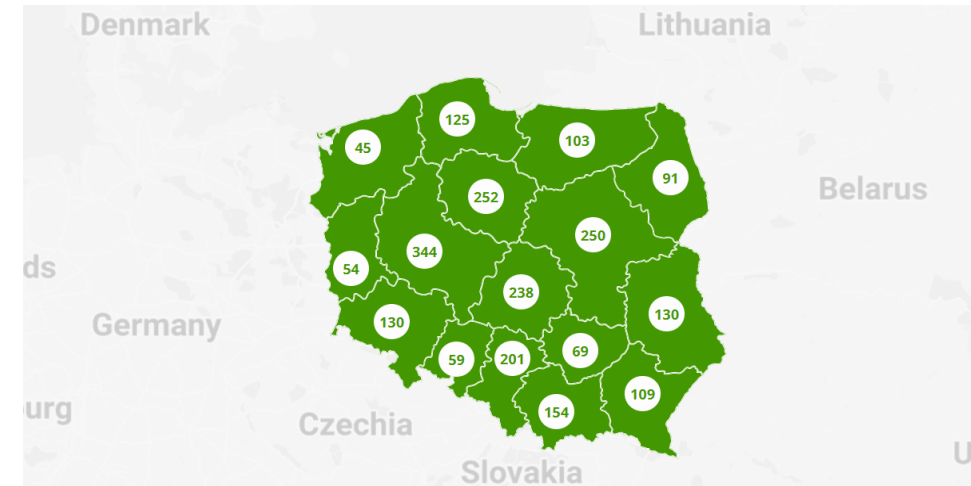 Denmark
Lithuania
125
103
45
91
Belarus
252
250
344
ds
54
238
130
Germany
130
69
59
201
109
urg
154
Czechia
Slovakia
U